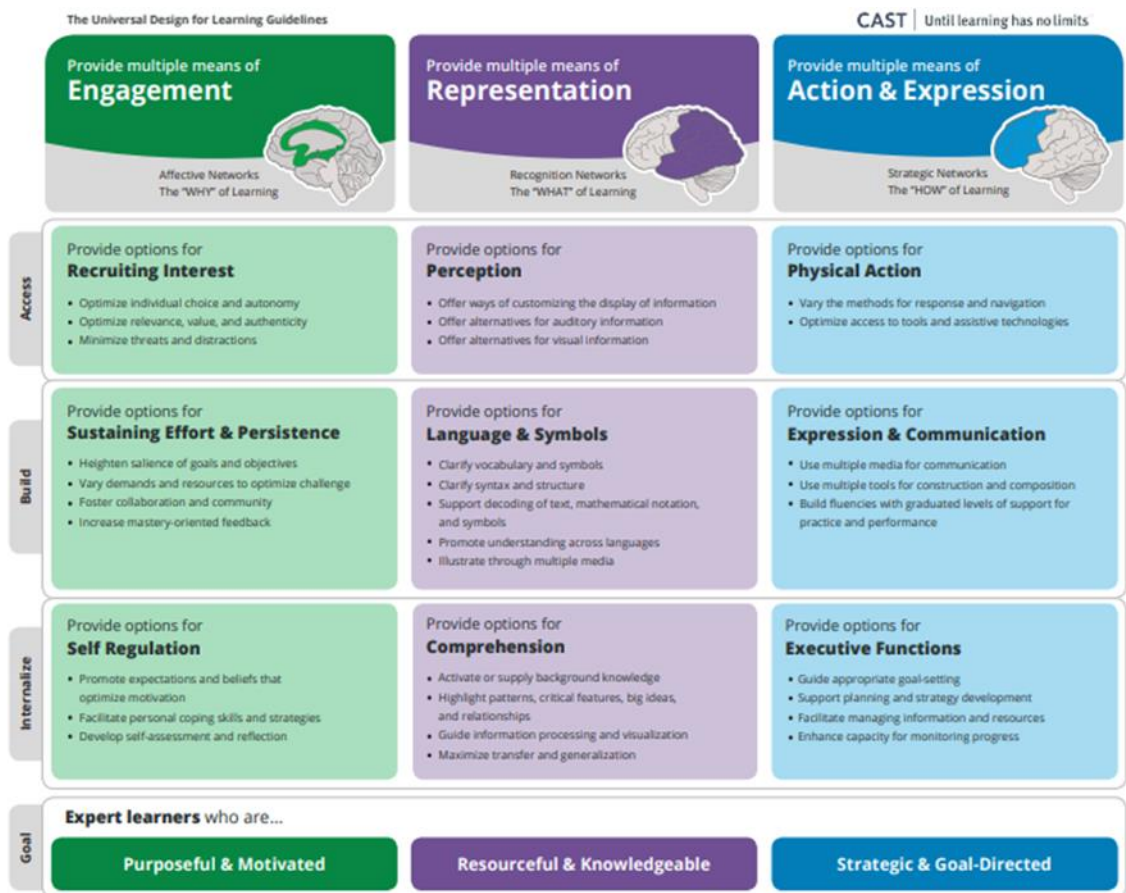 The Universal Design for Learning Guidelines
CAST | Until learning has no limits
Provide multiple means of
Engagement
Affective Networks
The "WHY" of Learning
Provide multiple means of
Representation
Recognition Networks
The "WHAT" of Learning
Provide multiple means of
Action & Expression
Strategic Networks
The "HOW" of Learning
Access
Provide options for
Recruiting Interest
• Optimize individual choice and autonomy
• Optimize relevance, value, and authenticity
• Minimize threats and distractions
Provide options for
Perception
• Offer ways of customizing the display of information
• Offer alternatives for auditory information
• Offer alternatives for visual information
Provide options for
Physical Action
• Vary the methods for response and navigation
• Optimize access to tools and assistive technologies
Build
Provide options for
Sustaining Effort & Persistence
• Heighten salience of goals and objectives
• Vary demands and resources to optimize challenge
• Foster collaboration and community
• Increase mastery-oriented feedback
Provide options for
Language & Symbols
• Clarify vocabulary and symbols
• Clarify syntax and structure
• Support decoding of text, mathematical notation,
and symbols
• Promote understanding across languages
• Illustrate through multiple media
Provide options for
Expression & Communication
• Use multiple media for communication
• Use multiple tools for construction and composition
• Build fluencies with graduated levels of support for
practice and performance
Internalize
Provide options for
Self Regulation
• Promote expectations and beliefs that
optimize motivation
• Facilitate personal coping skills and strategies
• Develop self-assessment and reflection
Provide options for
Comprehension
• Activate or supply background knowledge
• Highlight patterns, critical features, big ideas,
and relationships
• Guide information processing and visualization
• Maximize transfer and generalization
Provide options for
Executive Functions
• Guide appropriate goal-setting
• Support planning and strategy development
• Facilitate managing information and resources
• Enhance capacity for monitoring progress
Goal
Expert learners who are...
Purposeful & Motivated
Resourceful & Knowledgeable
Strategic & Goal-Directed